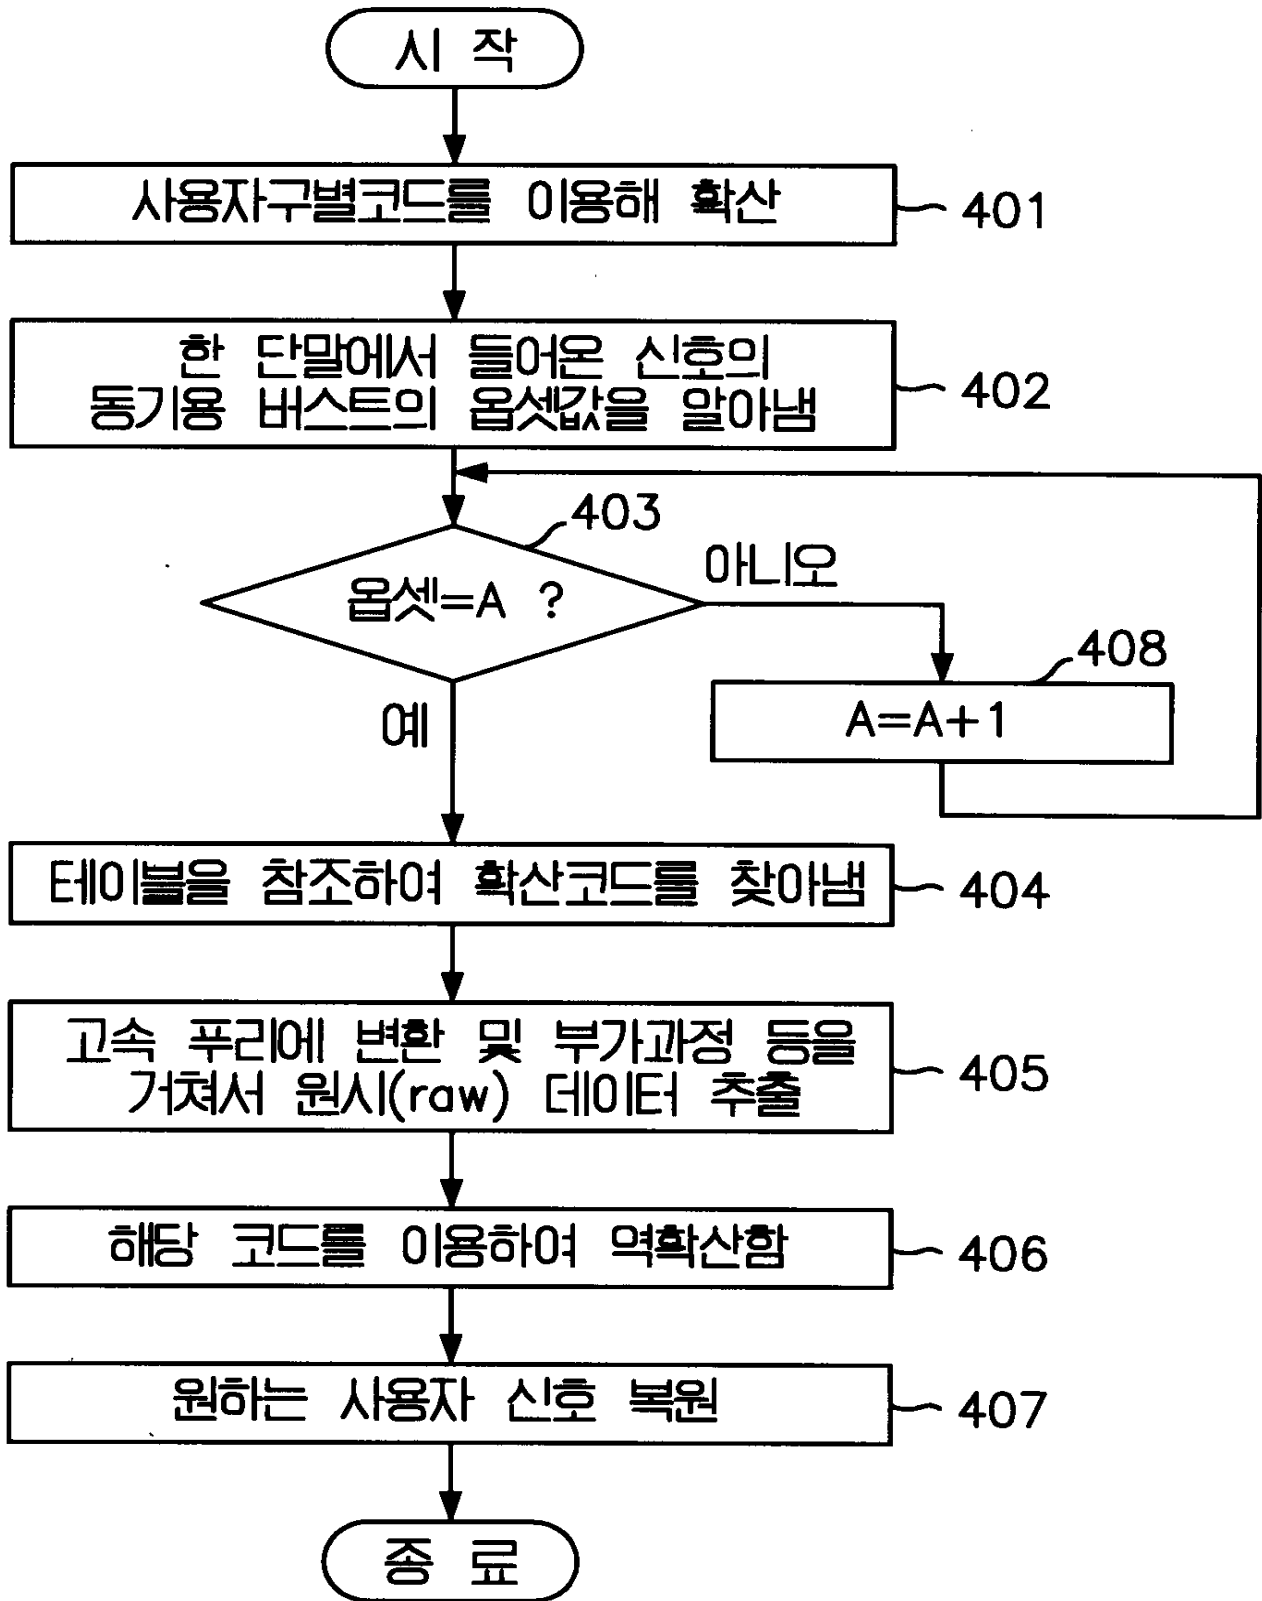 시 작
사용자구별코드를 이용해 확산
401
한 단말에서 들어온 신호의
동기용 버스트의 옵셋값을 알아냄
402
403
옵셋=A ?
아니오
408
A=A+1
예
테이블을 참조하여 확산코드를 찾아냄
404
고속 푸리에 변환 및 부가과정 등을
거쳐서 원시(raw) 데이터 추출
405
해당 코드를 이용하여 역확산함
406
원하는 사용자 신호 복원
407
종 료